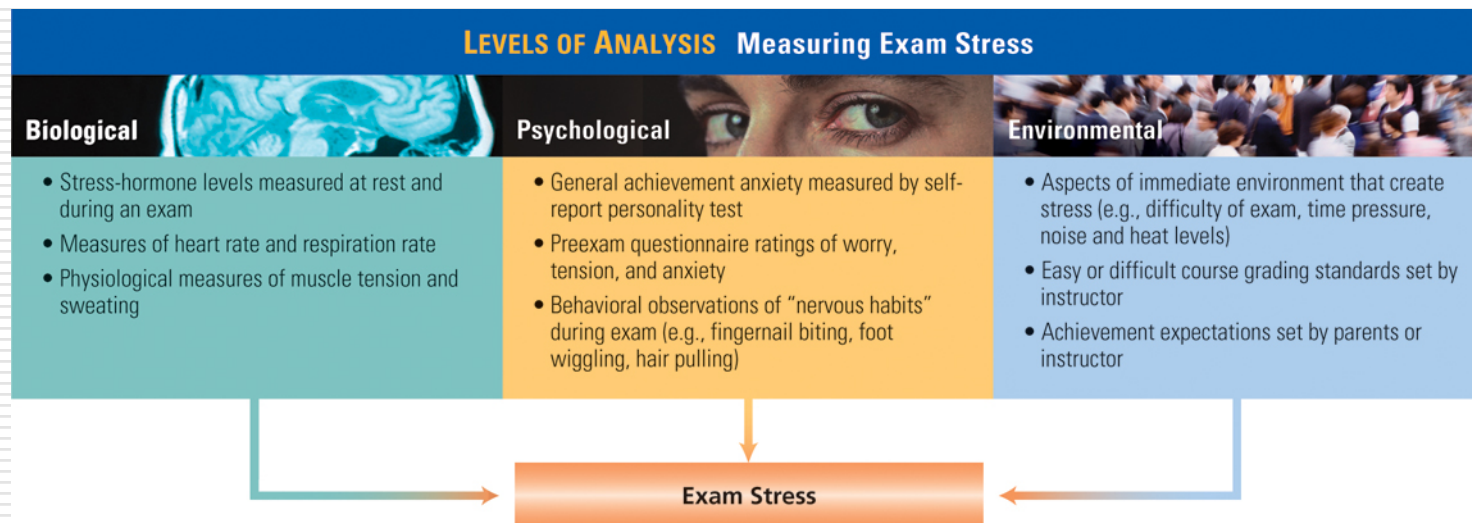 LEVELS OF ANALYSIS Measuring Exam Stress
Biological
• Stress-hormone levels measured at rest and
during an exam
• Measures of heart rate and respiration rate
• Physiological measures of muscle tension and
sweating
Psychological
• General achievement anxiety measured by self-
report personality test
• Preexam questionnaire ratings of worry,
tension, and anxiety
• Behavioral observations of “nervous habits”
during exam (e.g., fingernail biting, foot
wiggling, hair pulling)
Environmental
• Aspects of immediate environment that create
stress (e.g., difficulty of exam, time pressure,
noise and heat levels)
• Easy or difficult course grading standards set by
instructor
• Achievement expectations set by parents or
instructor
Exam Stress